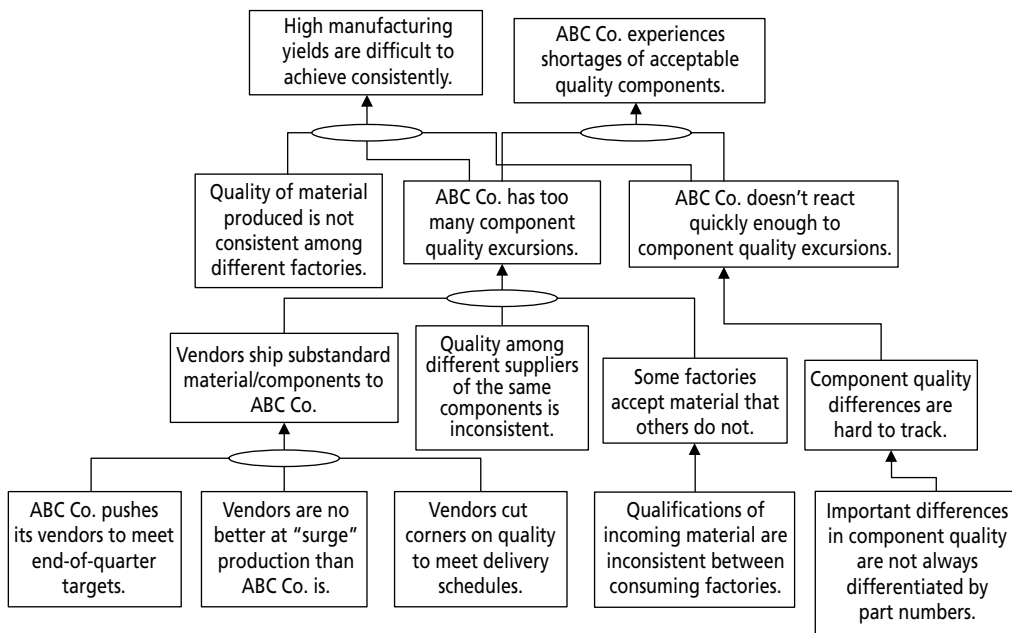 High manufacturing
yields are difficult to
achieve consistently.
ABC Co. experiences
shortages of acceptable
quality components.
Quality of material
produced is not
consistent among
different factories.
ABC Co. has too
many component
quality excursions.
ABC Co. doesn’t react
quickly enough to
component quality excursions.
Vendors ship substandard
material/components to
ABC Co.
Quality among
different suppliers
of the same
components is
inconsistent.
Some factories
accept material that
others do not.
Component quality
differences are
hard to track.
ABC Co. pushes
its vendors to meet
end-of-quarter
targets.
Vendors are no
better at “surge”
production than
ABC Co. is.
Vendors cut
corners on quality
to meet delivery
schedules.
Qualifications of
incoming material are
inconsistent between
consuming factories.
Important differences
in component quality
are not always
differentiated by
part numbers.